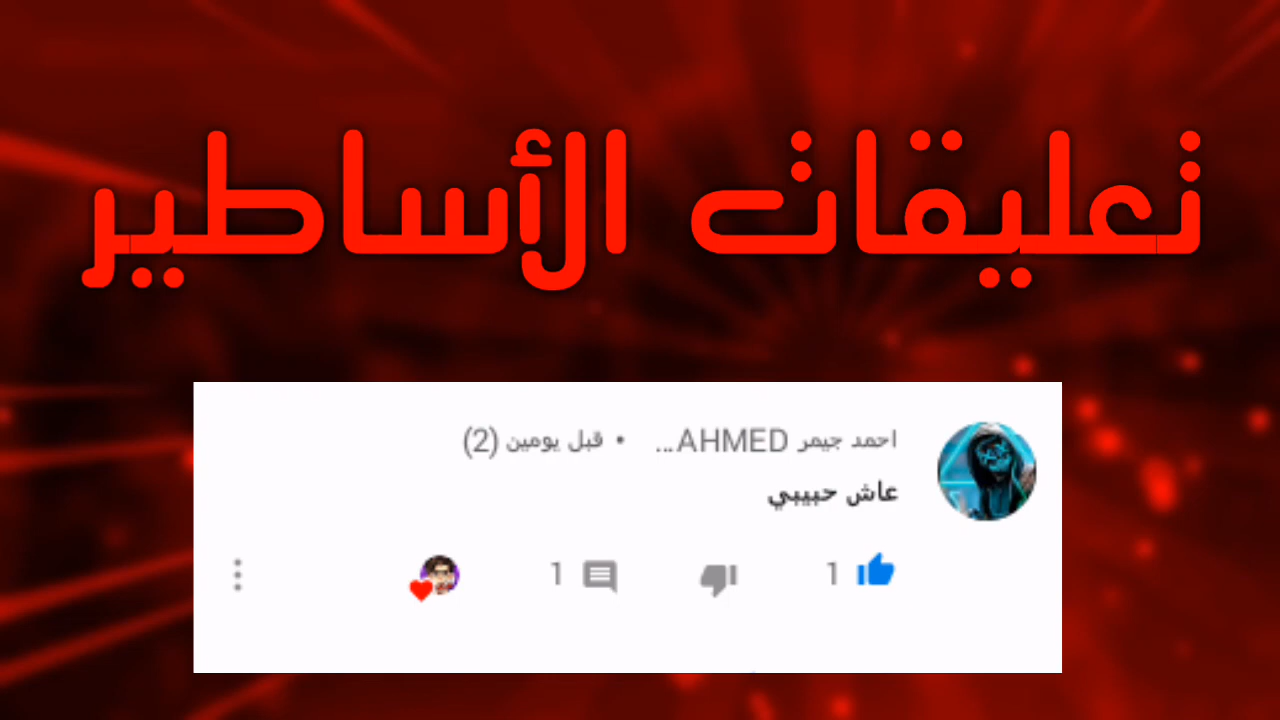 تعليقات الأساطير
احمد جيمر AHMED... • قبل يومين (2)
عاش حبيبي
1 1